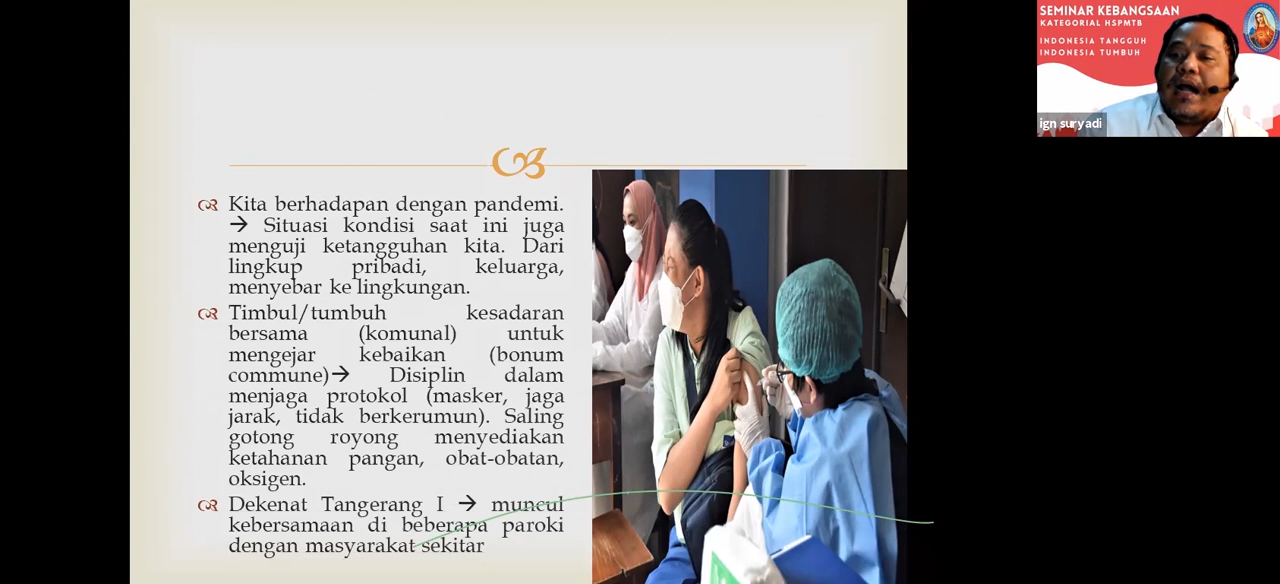 Kita berhadapan dengan pandemi.
→ Situasi kondisi saat ini juga
menguji ketangguhan kita. Dari
lingkup pribadi, keluarga,
menyebar ke lingkungan.
Timbul/tumbuh kesadaran
bersama (komunal) untuk
mengejar kebaikan (bonum
commune)→ Disiplin dalam
menjaga protokol (masker, jaga
jarak, tidak berkerumun). Saling
gotong royong menyediakan
ketahanan pangan, obat-obatan,
oksigen.
Dekenat Tangerang I → muncul
kebersamaan di beberapa paroki
dengan masyarakat sekitar
SEMINAR KEBANGSAAN
KATEGORIAL HSPMTB
INDONESIA TANGGUH
INDONESIA TUMBUH
ign suryadi